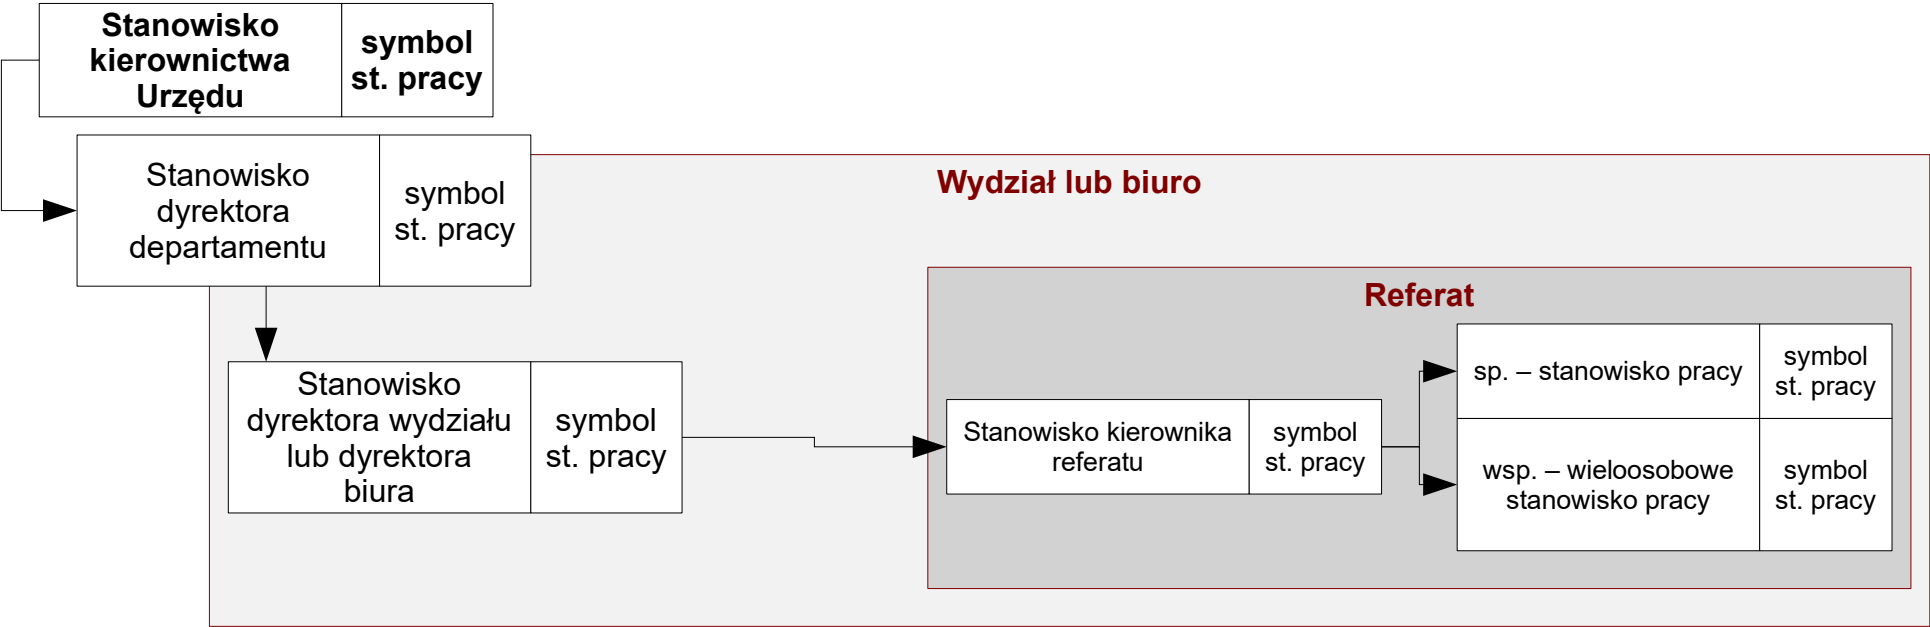 Stanowisko
kierownictwa
Urzędu
symbol
st. pracy
Stanowisko
dyrektora
departamentu
symbol
st. pracy
Wydział lub biuro
Referat
Stanowisko
dyrektora wydziału
lub dyrektora
biura
symbol
st. pracy
Stanowisko kierownika
referatu
symbol
st. pracy
sp. – stanowisko pracy
symbol
st. pracy
wsp. – wieloosobowe
stanowisko pracy
symbol
st. pracy